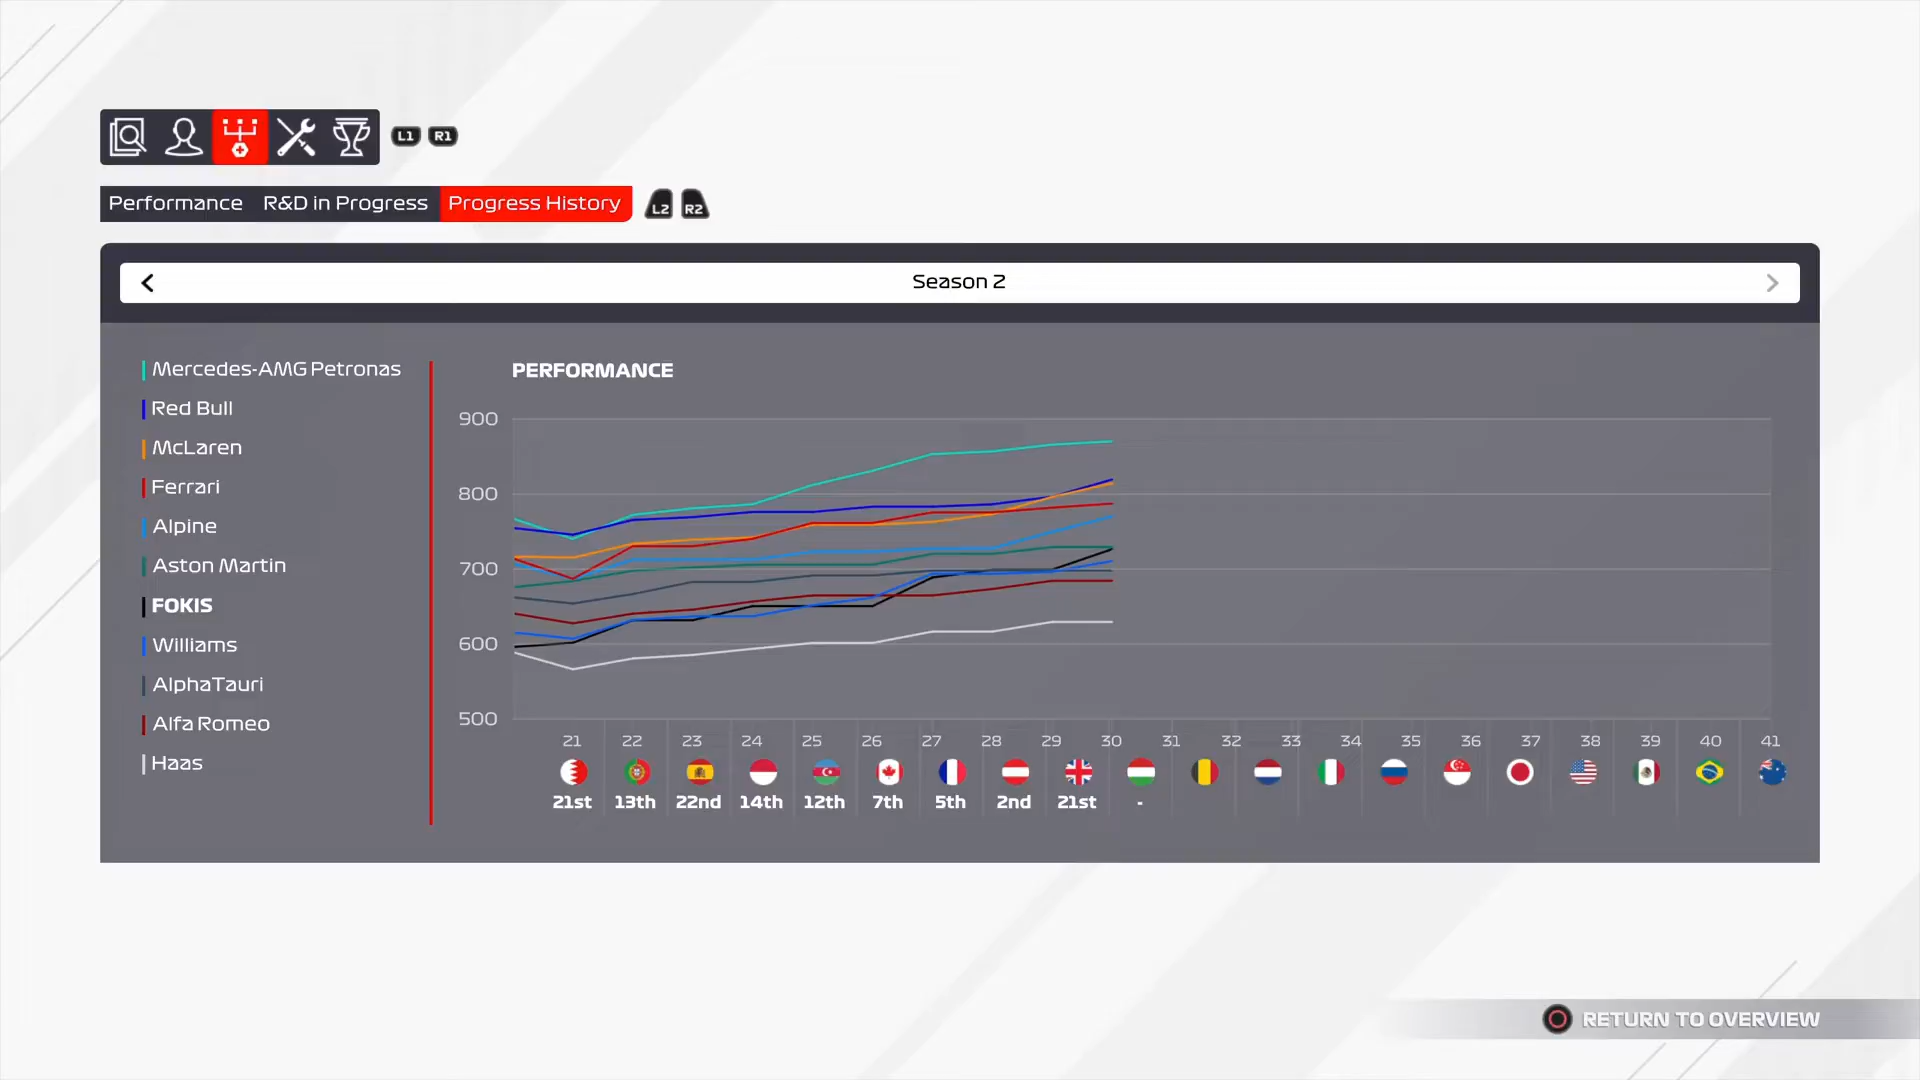 L1 R1
Performance R&D in Progress Progress History L2 R2
Season 2
Mercedes-AMG Petronas
Red Bull
McLaren
Ferrari
Alpine
Aston Martin
FOKIS
Williams
AlphaTauri
Alfa Romeo
Haas
PERFORMANCE
900
800
700
600
500
21 22 23 24 25 26 27 28 29 30 31 32 33 34 35 36 37 38 39 40 41
21st 13th 22nd 14th 12th 7th 5th 2nd 21st -
RETURN TO OVERVIEW